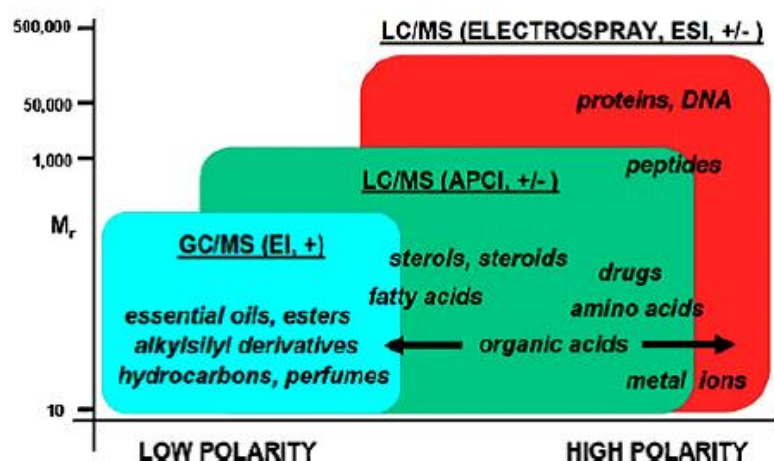 LC/MS (ELECTROSPRAY, ESI, +/- )
500,000
50,000
proteins, DNA
1,000
peptides
LC/MS (APCI, +/-)
Mr
GC/MS (EI, +)
sterols, steroids
drugs
fatty acids
amino acids
essential oils, esters
alkylsilyl derivatives
organic acids
hydrocarbons, perfumes
metal ions
10
LOW POLARITY
HIGH POLARITY